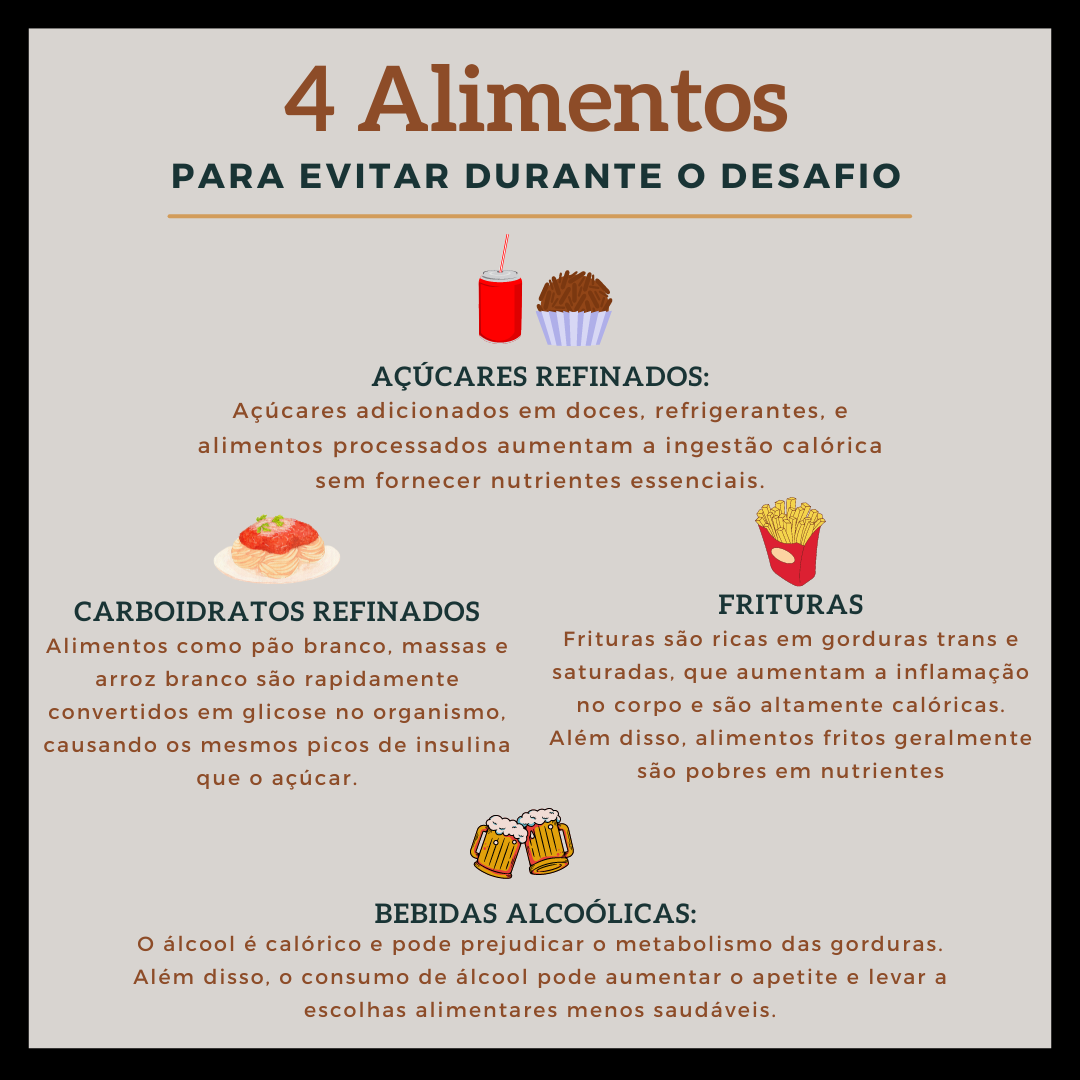 4 Alimentos
PARA EVITAR DURANTE O DESAFIO
AÇÚCARES REFINADOS:
Açúcares adicionados em doces, refrigerantes, e
alimentos processados aumentam a ingestão calórica
sem fornecer nutrientes essenciais.
CARBOIDRATOS REFINADOS
Alimentos como pão branco, massas e
arroz branco são rapidamente
convertidos em glicose no organismo,
causando os mesmos picos de insulina
que o açúcar.
FRITURAS
Frituras são ricas em gorduras trans e
saturadas, que aumentam a inflamação
no corpo e são altamente calóricas.
Além disso, alimentos fritos geralmente
são pobres em nutrientes
BEBIDAS ALCOÓLICAS:
O álcool é calórico e pode prejudicar o metabolismo das gorduras.
Além disso, o consumo de álcool pode aumentar o apetite e levar a
escolhas alimentares menos saudáveis.